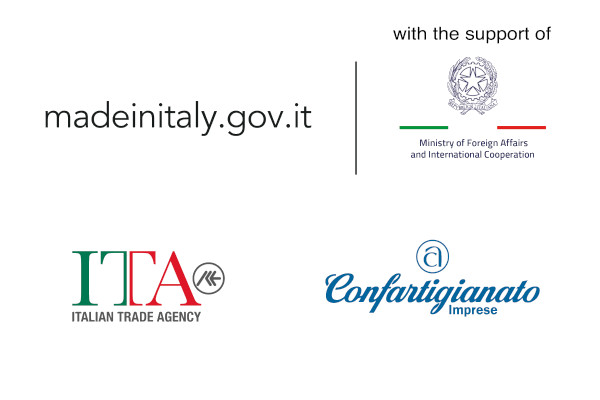 with the support of
madeinitaly.gov.it
Ministry of Foreign Affairs
and International Cooperation
ITA
ITALIAN TRADE AGENCY
a
Confartigianato
Imprese